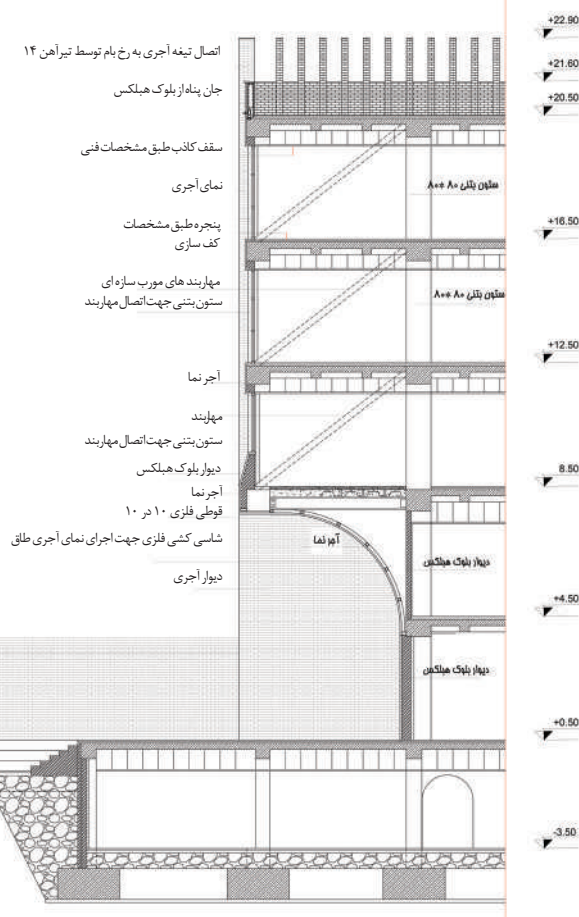 اتصال تیغه آجری به رخ بام توسط تیرآهن ۱۴
جان پناه از بلوک هبلکس
سقف کاذب طبق مشخصات فنی
نمای آجری
پنجره طبق مشخصات
کف سازی
مهاربند های مورب سازه ای
ستون بتنی جهت اتصال مهاربند
آجر نما
مهاربند
ستون بتنی جهت اتصال مهاربند
دیوار بلوک هبلکس
آجر نما
قوطی فلزی ۱۰ در ۱۰
شاسی کشی فلزی جهت اجرای نمای آجری طاق
دیوار آجری
ستون بتنی ۸۰ *۸۰
ستون بتنی ۸۰ *۸۰
آجر نما
دیوار بلوک هبلکس
دیوار بلوک هبلکس
+22.90
+21.60
+20.50
+16.50
+12.50
8.50
+4.50
+0.50
-3.50